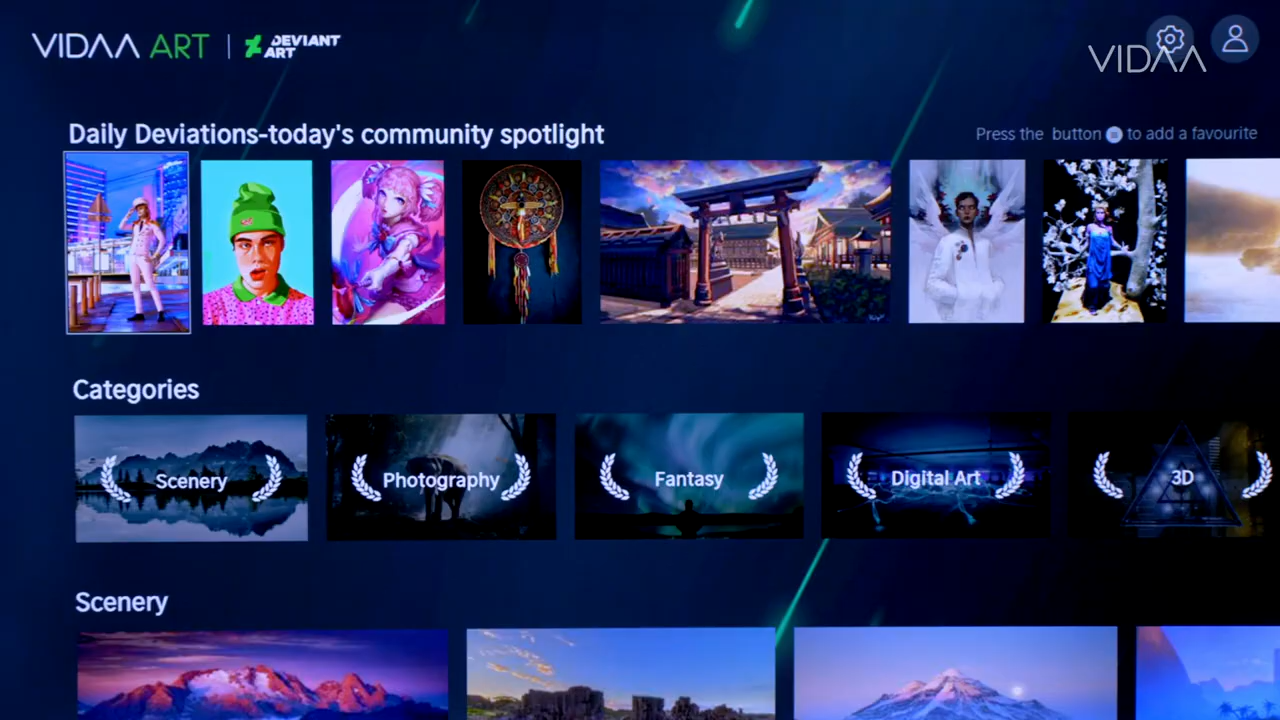 VIDAA ART | DEVIANT ART
VIDAA
Daily Deviations-today's community spotlight
Press the button to add a favourite
Categories
Scenery
Photography
Fantasy
Digital Art
3D
Scenery